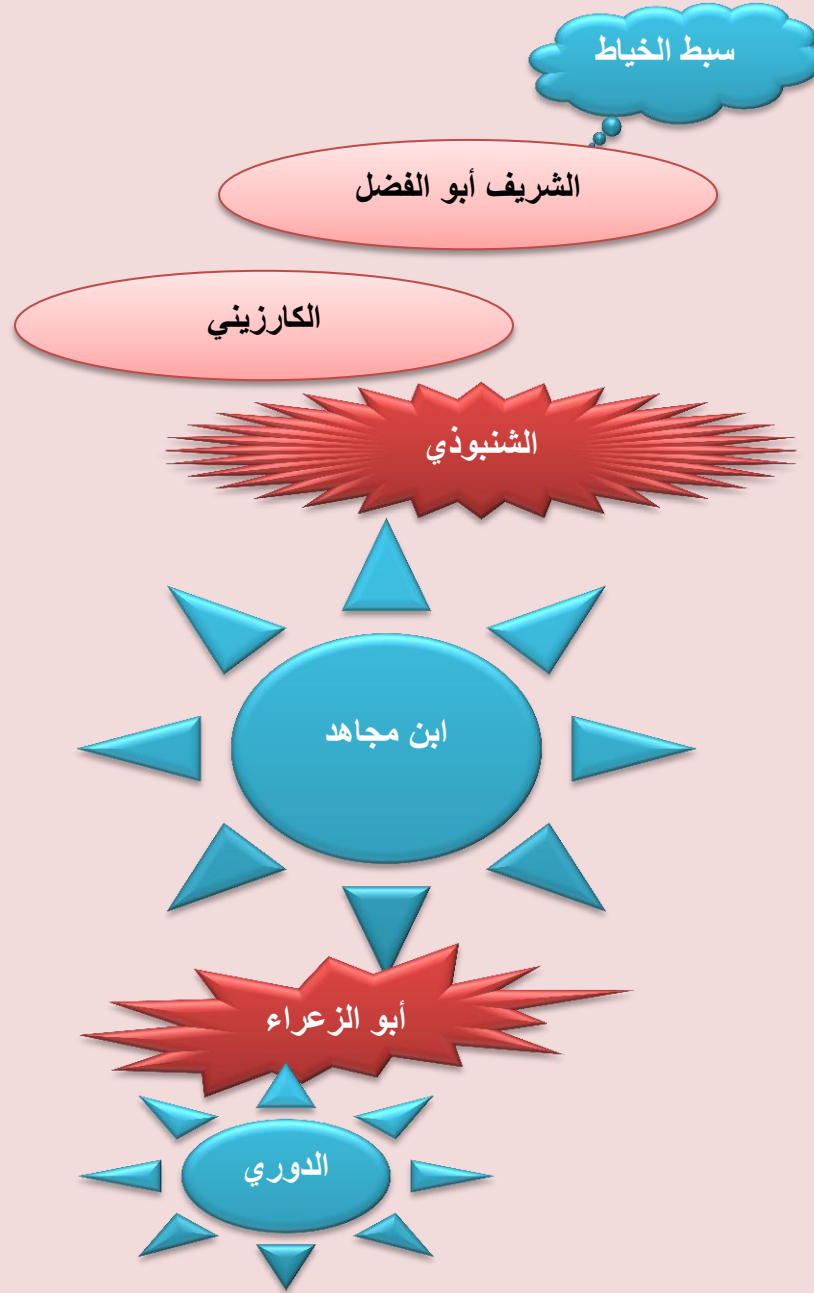 سبط الخياط
الشريف أبو الفضل
الكارزيني
الشنبوذي
ابن مجاهد
أبو الزعراء
الدوري